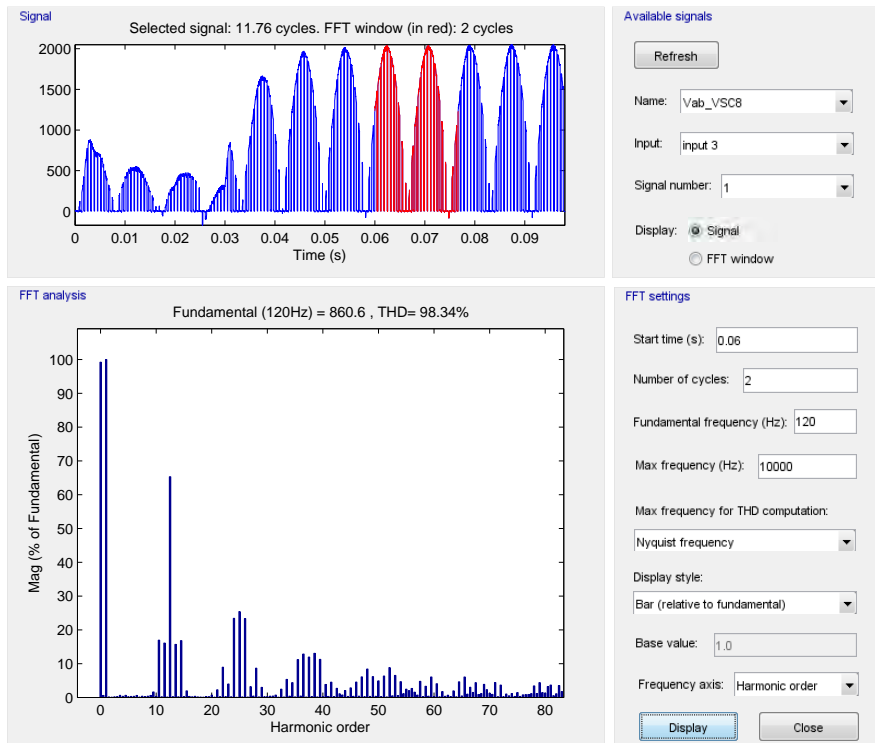 Signal
Selected signal: 11.76 cycles. FFT window (in red): 2 cycles
2000
1500
1000
500
0
0 0.01 0.02 0.03 0.04 0.05 0.06 0.07 0.08 0.09
Time (s)
Available signals
Refresh
Name: Vab_VSC8
Input: input 3
Signal number: 1
Display: Signal
FFT window
FFT analysis
Fundamental (120Hz) = 860.6 , THD= 98.34%
Mag (% of Fundamental)
100
90
80
70
60
50
40
30
20
10
0
0 10 20 30 40 50 60 70 80
Harmonic order
FFT settings
Start time (s): 0.06
Number of cycles: 2
Fundamental frequency (Hz): 120
Max frequency (Hz): 10000
Max frequency for THD computation:
Nyquist frequency
Display style:
Bar (relative to fundamental)
Base value: 1.0
Frequency axis: Harmonic order
Display Close